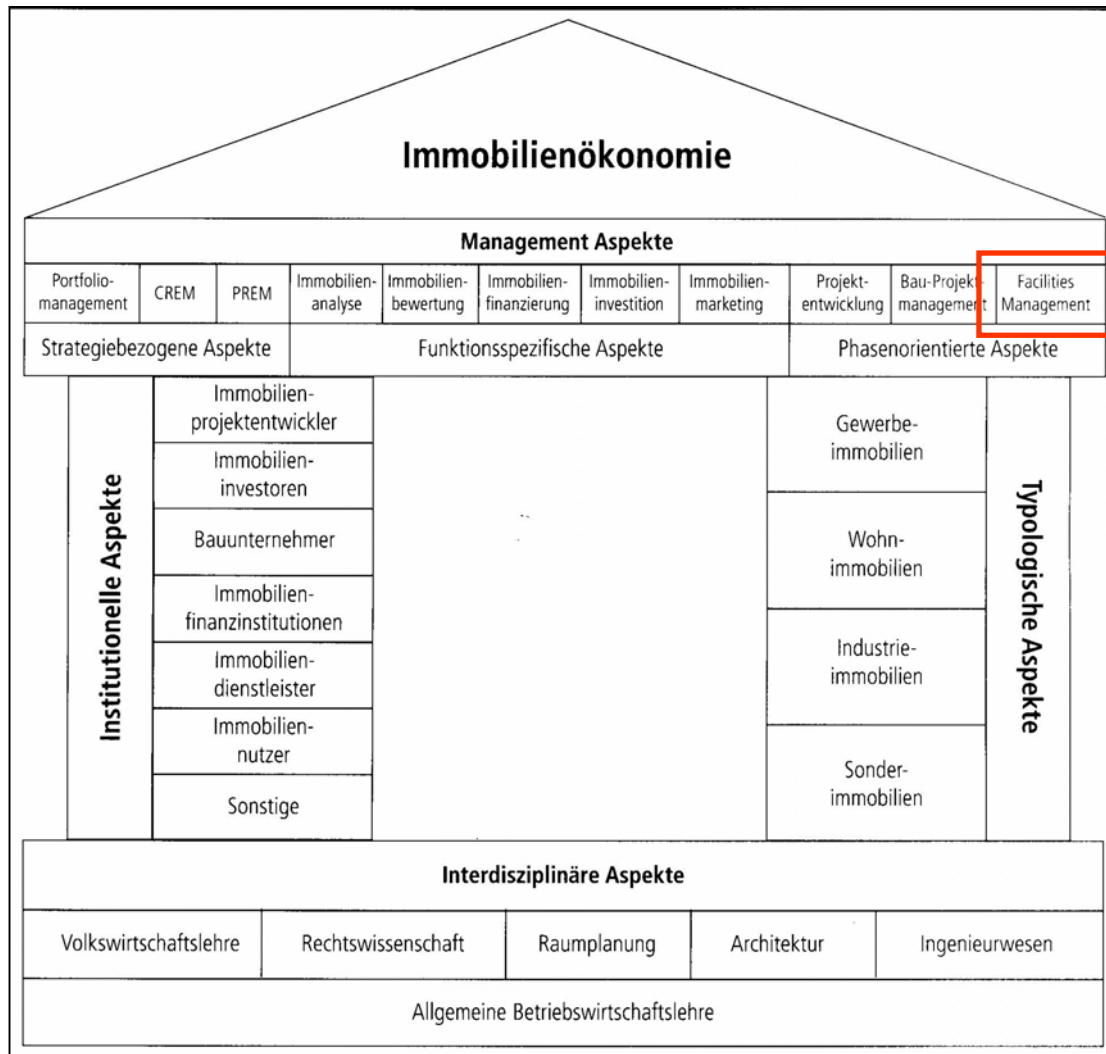 Immobilienökonomie
Management Aspekte
Portfolio-
management
CREM
PREM
Immobilien-
analyse
Immobilien-
bewertung
Immobilien-
finanzierung
Immobilien-
investition
Immobilien-
marketing
Projekt-
entwicklung
Bau-Projekt-
management
Facilities
Management
Strategiebezogene Aspekte
Funktionsspezifische Aspekte
Phasenorientierte Aspekte
Institutionelle Aspekte
Immobilien-
projektentwickler
Immobilien-
investoren
Bauunternehmer
Immobilien-
finanzinstitutionen
Immobilien-
dienstleister
Immobilien-
nutzer
Sonstige
Gewerbe-
immobilien
Wohn-
immobilien
Industrie-
immobilien
Sonder-
immobilien
Typologische Aspekte
Interdisziplinäre Aspekte
Volkswirtschaftslehre
Rechtswissenschaft
Raumplanung
Architektur
Ingenieurwesen
Allgemeine Betriebswirtschaftslehre